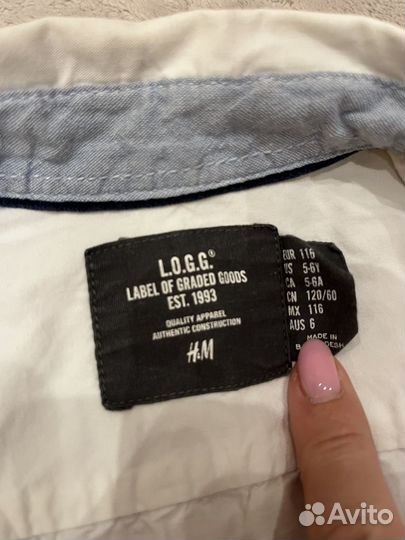 L.O.G.G.®
LABEL OF GRADED GOODS
EST. 1993
QUALITY APPAREL
AUTHENTIC CONSTRUCTION
H&M
EUR 116
US 5-6Y
CA 5-6A
CN 120/60
MX 116
AUS 6
MADE IN
Avito